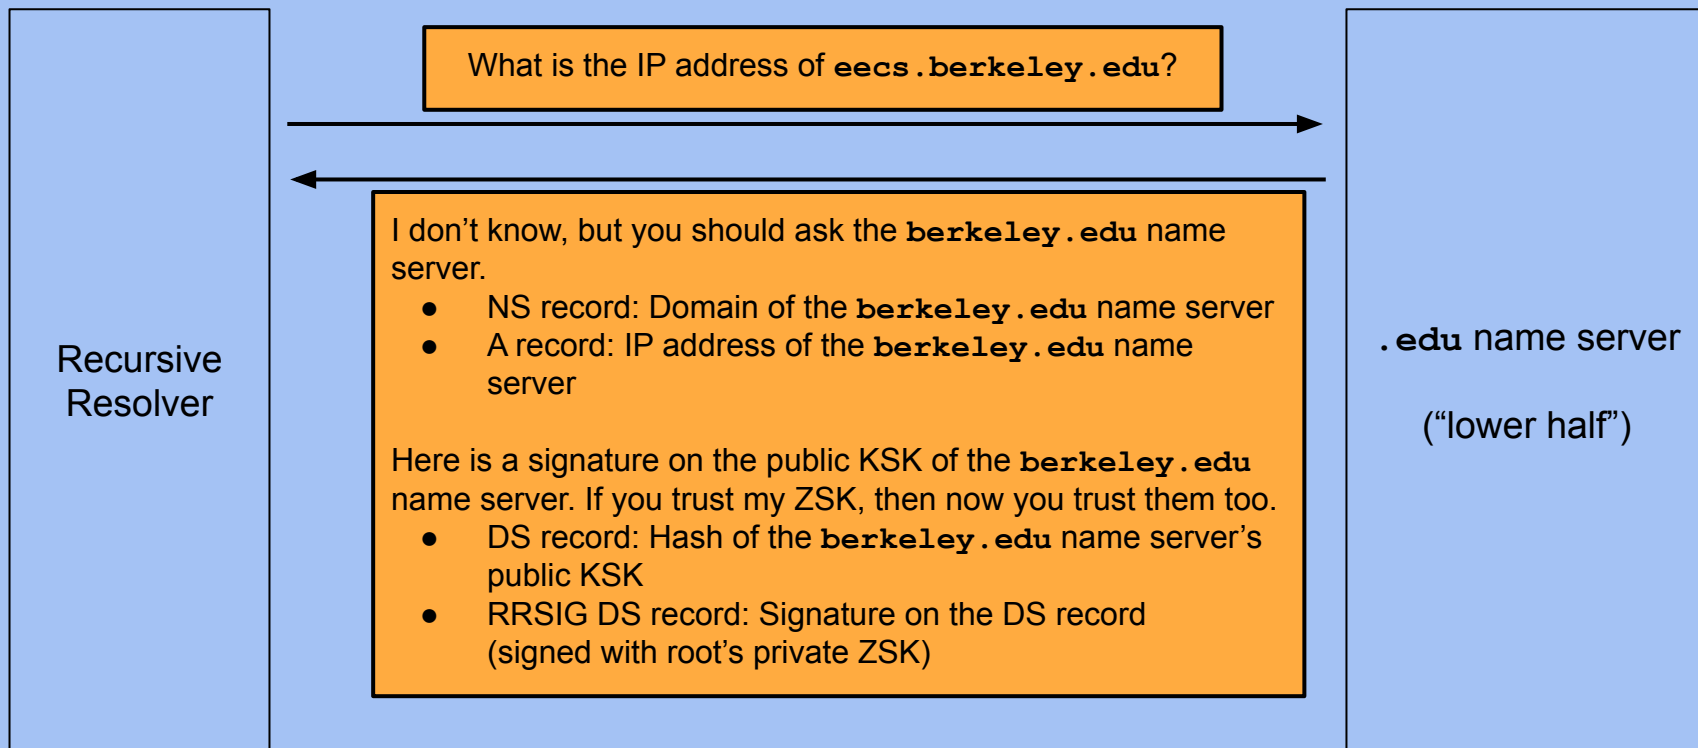 What is the IP address of eecs.berkeley.edu?
I don’t know, but you should ask the berkeley.edu name
server.
● NS record: Domain of the berkeley.edu name server
● A record: IP address of the berkeley.edu name
server
Here is a signature on the public KSK of the berkeley.edu
name server. If you trust my ZSK, then now you trust them too.
● DS record: Hash of the berkeley.edu name server’s
public KSK
● RRSIG DS record: Signature on the DS record
(signed with root’s private ZSK)
Recursive
Resolver
.edu name server
(“lower half”)